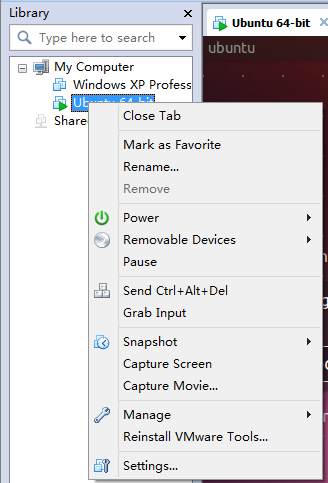 Library
Type here to search
My Computer
Windows XP Profess
Ubuntu 64-bit
Share
Ubuntu 64-bit
ubuntu
Close Tab
Mark as Favorite
Rename...
Remove
Power
Removable Devices
Pause
Send Ctrl+Alt+Del
Grab Input
Snapshot
Capture Screen
Capture Movie...
Manage
Reinstall VMware Tools...
Settings...